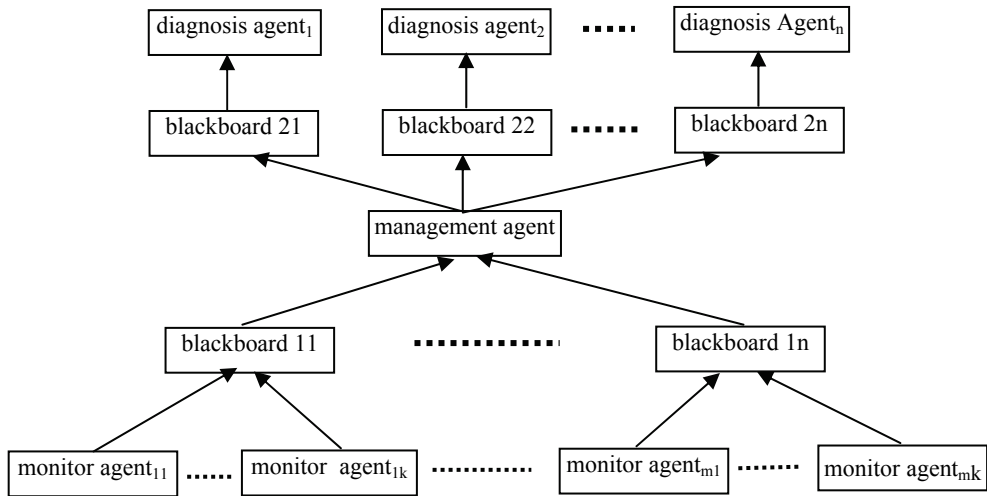 diagnosis agent₁
diagnosis agent₂
diagnosis Agentₙ
blackboard 21
blackboard 22
blackboard 2n
management agent
blackboard 11
blackboard 1n
monitor agent₁₁
monitor agent₁ₖ
monitor agentₘ₁
monitor agentₘₖ